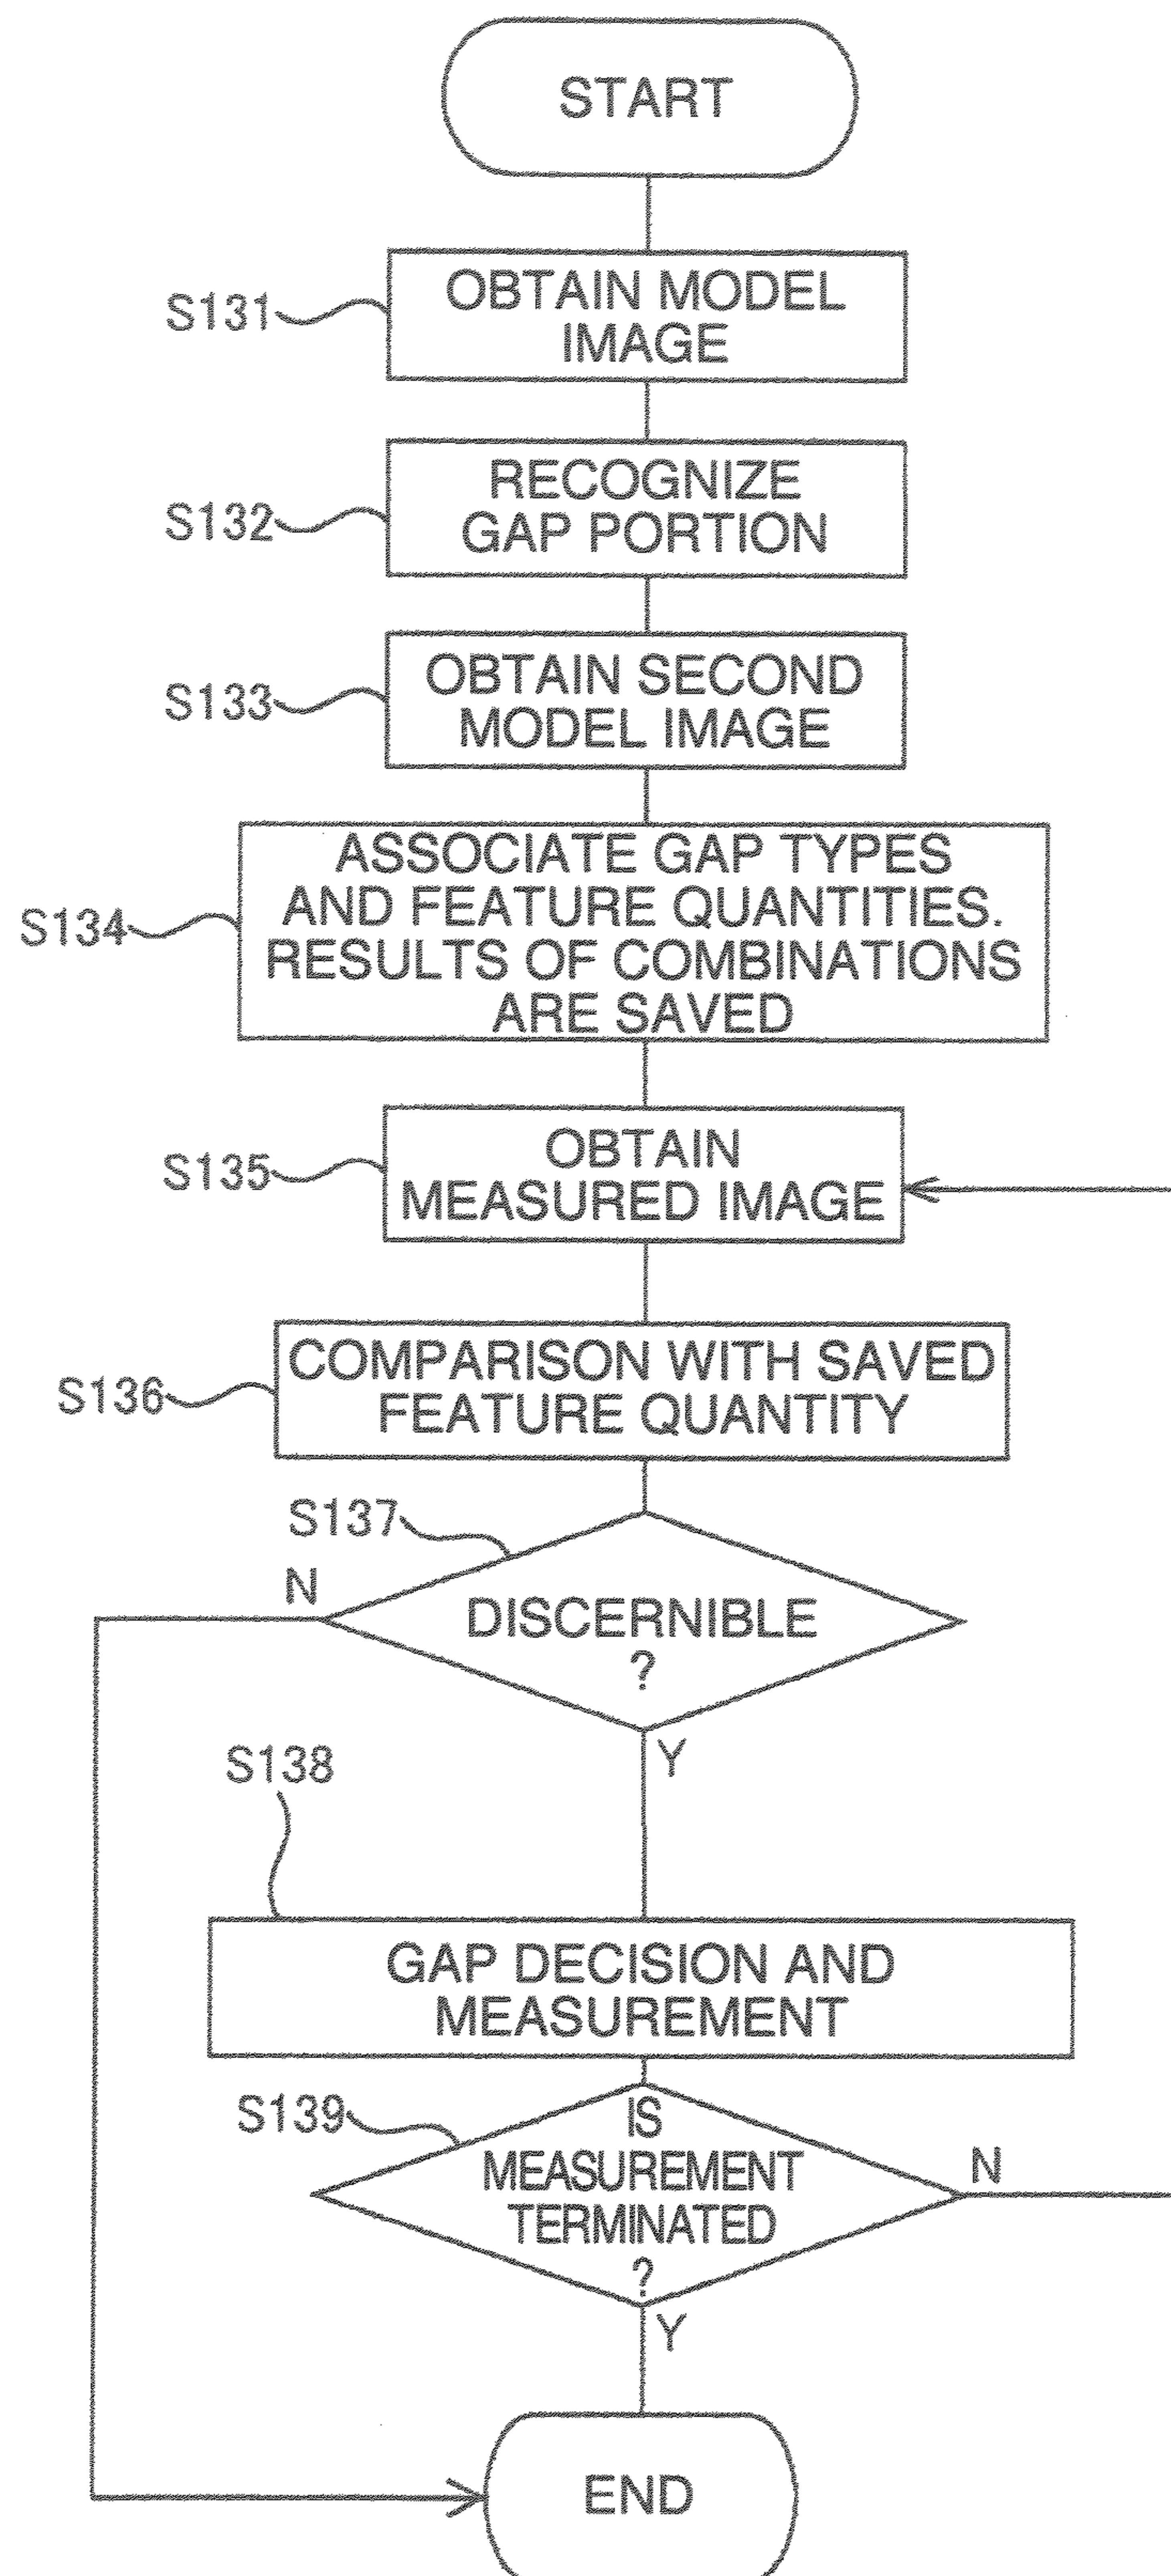 START
S131
OBTAIN MODEL
IMAGE
S132
RECOGNIZE
GAP PORTION
S133
OBTAIN SECOND
MODEL IMAGE
S134
ASSOCIATE GAP TYPES
AND FEATURE QUANTITIES.
RESULTS OF COMBINATIONS
ARE SAVED
S135
OBTAIN
MEASURED IMAGE
S136
COMPARISON WITH SAVED
FEATURE QUANTITY
S137
N
DISCERNIBLE
?
Y
S138
GAP DECISION AND
MEASUREMENT
S139
IS
MEASUREMENT
TERMINATED
?
N
Y
END